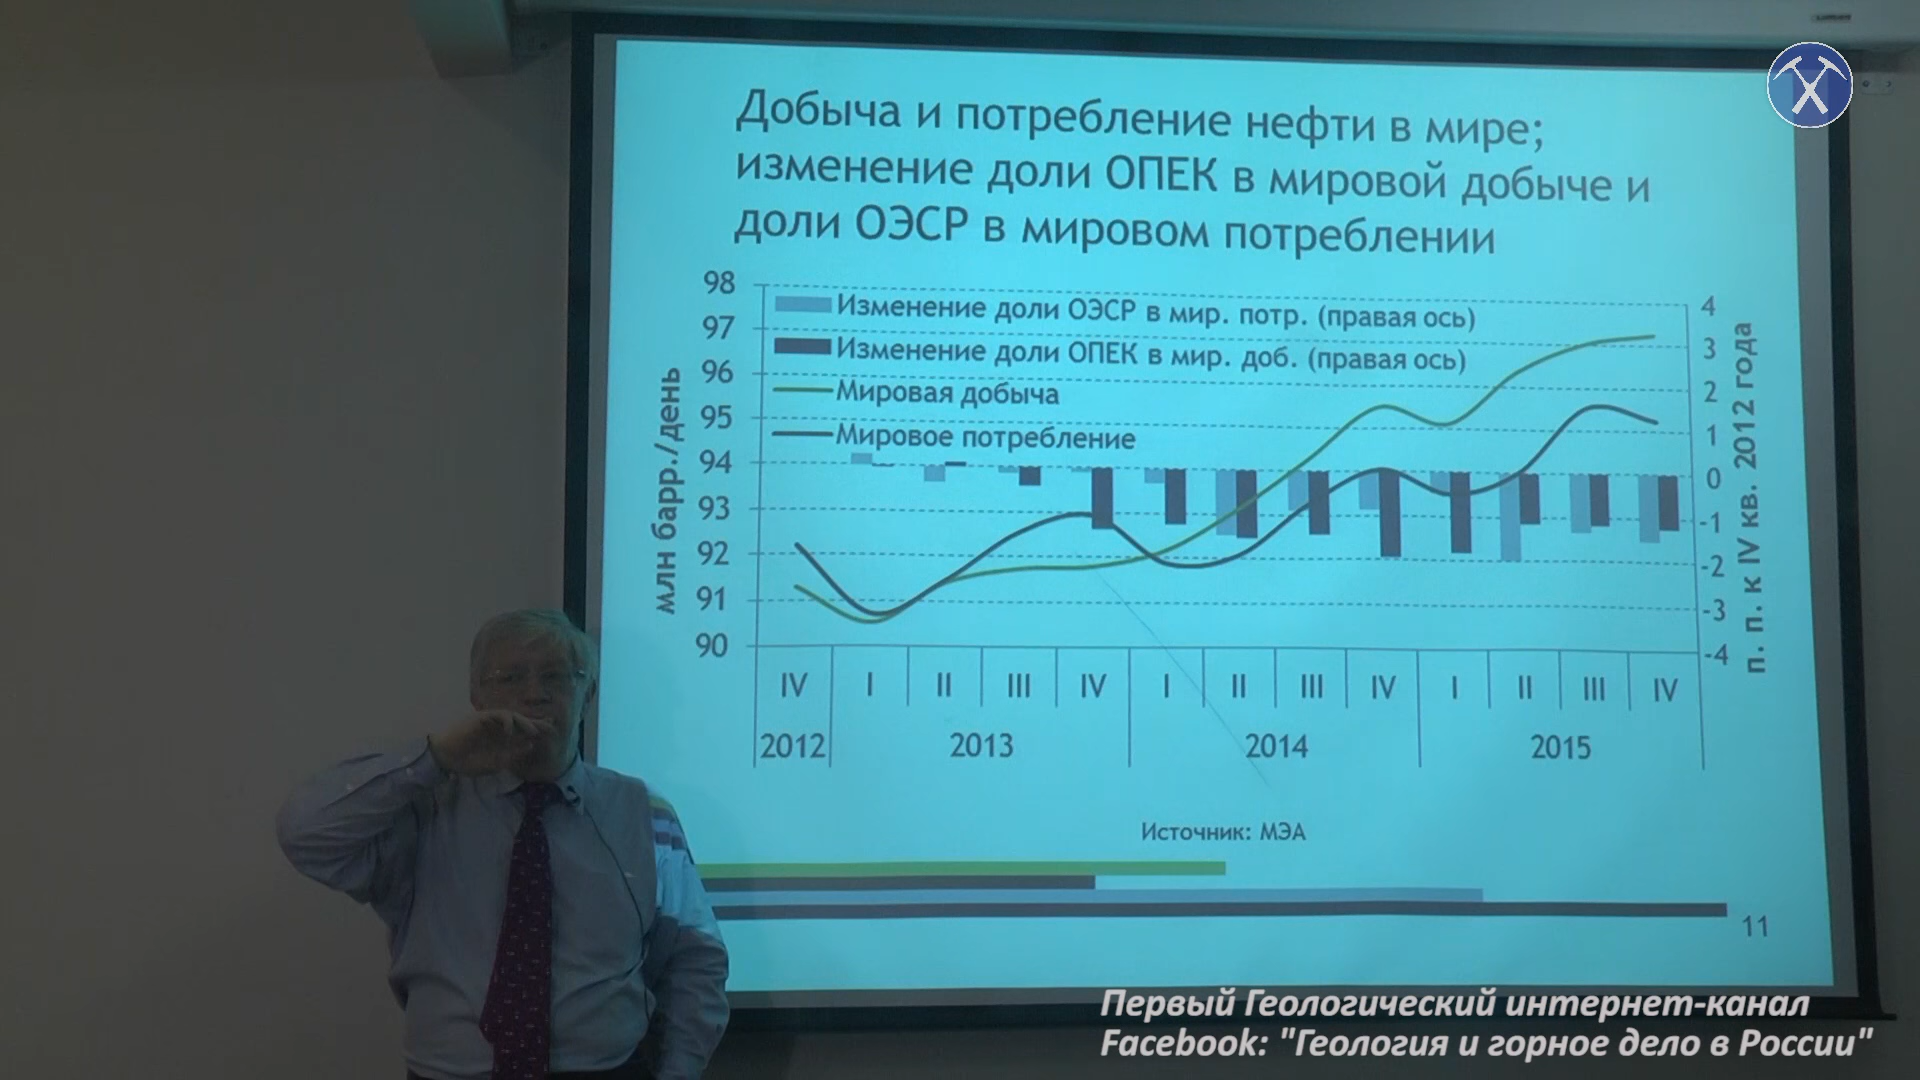 Добыча и потребление нефти в мире;
изменение доли ОПЕК в мировой добыче и
доли ОЭСР в мировом потреблении
Изменение доли ОЭСР в мир. потр. (правая ось)
Изменение доли ОПЕК в мир. доб. (правая ось)
Мировая добыча
Мировое потребление
млн барр./день
98
97
96
95
94
93
92
91
90
4
3
2
1
0
-1
-2
-3
-4
п. п. к IV кв. 2012 года
IV I II III IV I II III IV I II III IV
2012 2013 2014 2015
Источник: МЭА
11
Первый Геологический интернет-канал
Facebook: "Геология и горное дело в России"